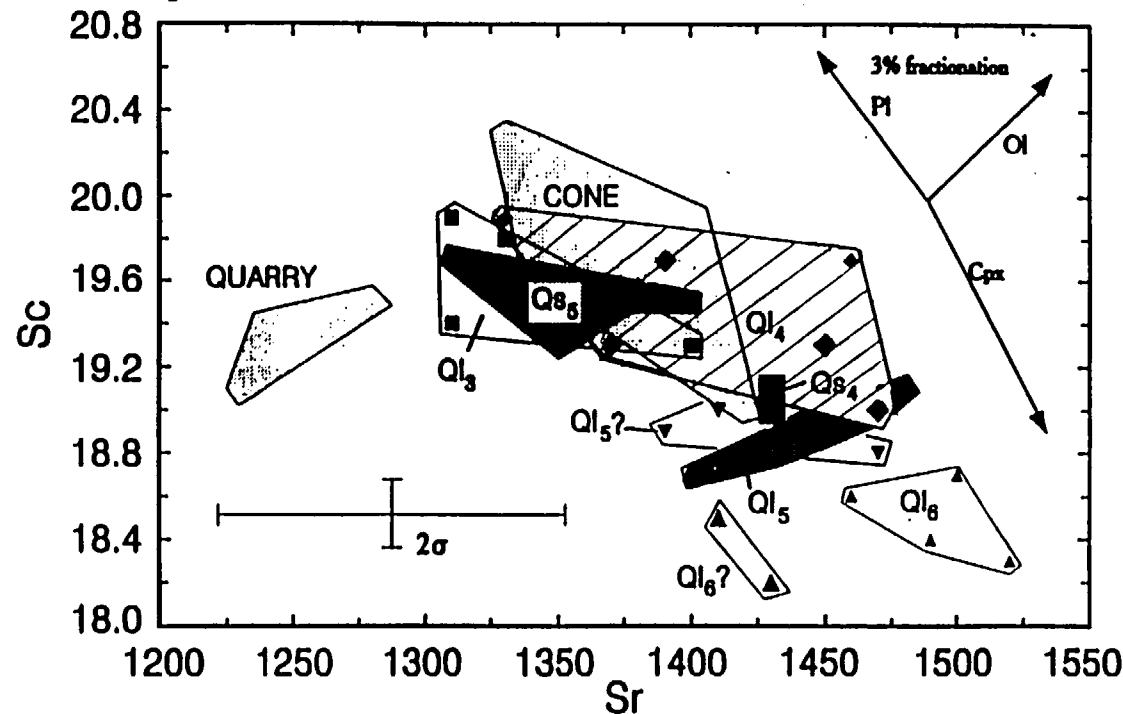 20.8
20.4
20.0
19.6
19.2
18.8
18.4
18.0
Sc
1200 1250 1300 1350 1400 1450 1500 1550
Sr
3% fractionation
Pl
Ol
Cpx
CONE
QUARRY
Qs₅
Ql₄
Ql₃
Qs₄
Ql₅?
Ql₅
Ql₆
2σ
Ql₆?